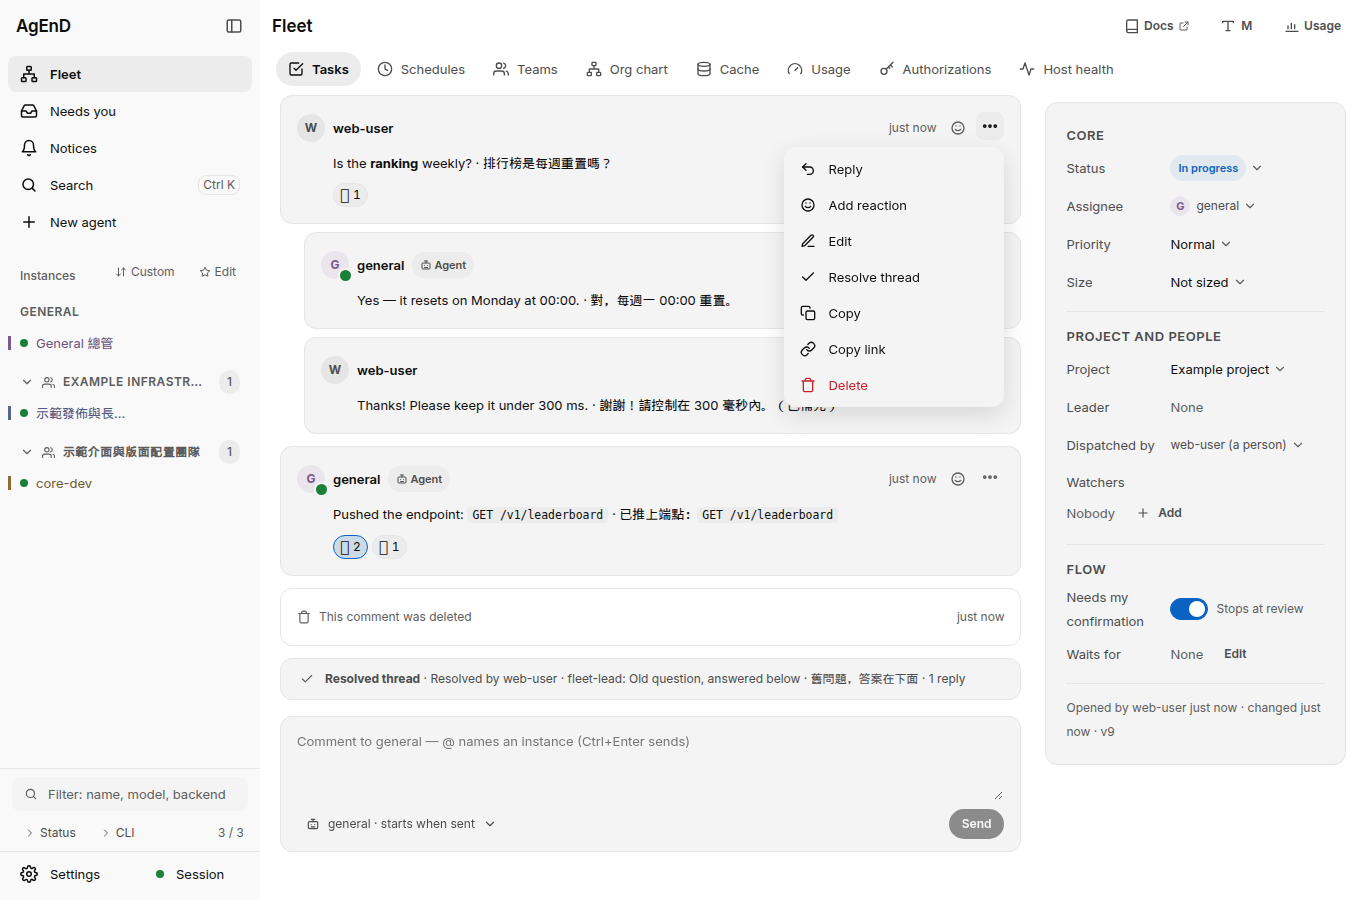 AgEnD
Fleet
Needs you
Notices
Search Ctrl K
New agent
Instances Custom Edit
GENERAL
General 總管
EXAMPLE INFRASTR... 1
示範發佈與長...
示範介面與版面配置團隊 1
core-dev
Filter: name, model, backend
Status CLI 3 / 3
Settings Session
Fleet
Docs M Usage
Tasks Schedules Teams Org chart Cache Usage Authorizations Host health
W web-user just now
Is the ranking weekly? · 排行榜是每週重置嗎？
1
G general Agent
Yes — it resets on Monday at 00:00. · 對，每週一 00:00 重置。
W web-user
Thanks! Please keep it under 300 ms. · 謝謝！請控制在 300 毫秒內。
Reply
Add reaction
Edit
Resolve thread
Copy
Copy link
Delete
G general Agent just now
Pushed the endpoint: GET /v1/leaderboard · 已推上端點： GET /v1/leaderboard
2 1
This comment was deleted just now
Resolved thread · Resolved by web-user · fleet-lead: Old question, answered below · 舊問題，答案在下面 · 1 reply
Comment to general — @ names an instance (Ctrl+Enter sends)
general · starts when sent Send
CORE
Status In progress
Assignee G general
Priority Normal
Size Not sized
PROJECT AND PEOPLE
Project Example project
Leader None
Dispatched by web-user (a person)
Watchers
Nobody Add
FLOW
Needs my
confirmation Stops at review
Waits for None Edit
Opened by web-user just now · changed just
now · v9